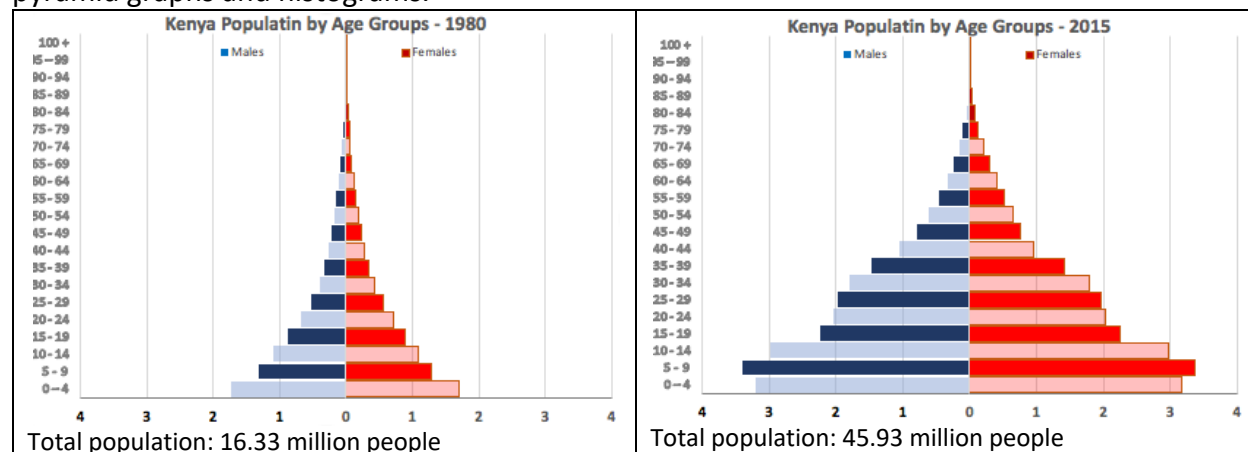 pyramid graphs and histograms.
Kenya Populatin by Age Groups - 1980
Males
Females
100 +
95 – 99
90 - 94
85 - 89
80 - 84
75 - 79
70 - 74
65 - 69
60 - 64
55 - 59
50 - 54
45 - 49
40 - 44
35 - 39
30 - 34
25 - 29
20 - 24
15 - 19
10 - 14
5 - 9
0 – 4
4 3 2 1 0 1 2 3 4
Total population: 16.33 million people
Kenya Populatin by Age Groups - 2015
Males
Females
100 +
95 – 99
90 - 94
85 - 89
80 - 84
75 - 79
70 - 74
65 - 69
60 - 64
55 - 59
50 - 54
45 - 49
40 - 44
35 - 39
30 - 34
25 - 29
20 - 24
15 - 19
10 - 14
5 - 9
0 – 4
4 3 2 1 0 1 2 3 4
Total population: 45.93 million people